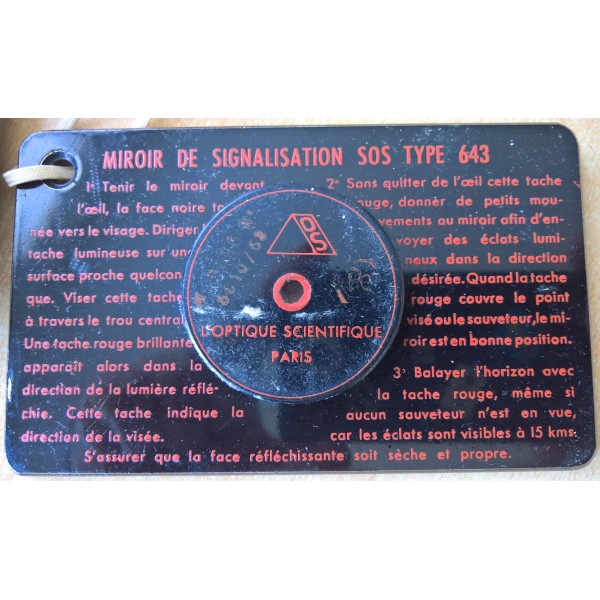 MIROIR DE SIGNALISATION SOS TYPE 643
1° Tenir le miroir devant
l'œil, la face noire
née vers le visage. Diriger
tache lumineuse sur une
surface proche quelcon
que. Viser cette tache
à travers le trou central
Une tache rouge brillante
apparaît alors dans la
direction de la lumière réflé-
chie. Cette tache indique la
direction de la visée.
OS
L'OPTIQUE SCIENTIFIQUE
PARIS
2° Sans quitter de l'œil cette tache
rouge, donner de petits mou-
vements au miroir afin d'en-
voyer des éclats lumi-
neux dans la direction
désirée. Quand la tache
rouge couvre le point
visé ou le sauveteur, le mi-
roir est en bonne position.
3° Balayer l'horizon avec
la tache rouge, même si
aucun sauveteur n'est en vue,
car les éclats sont visibles à 15 kms.
S'assurer que la face réfléchissante soit sèche et propre.